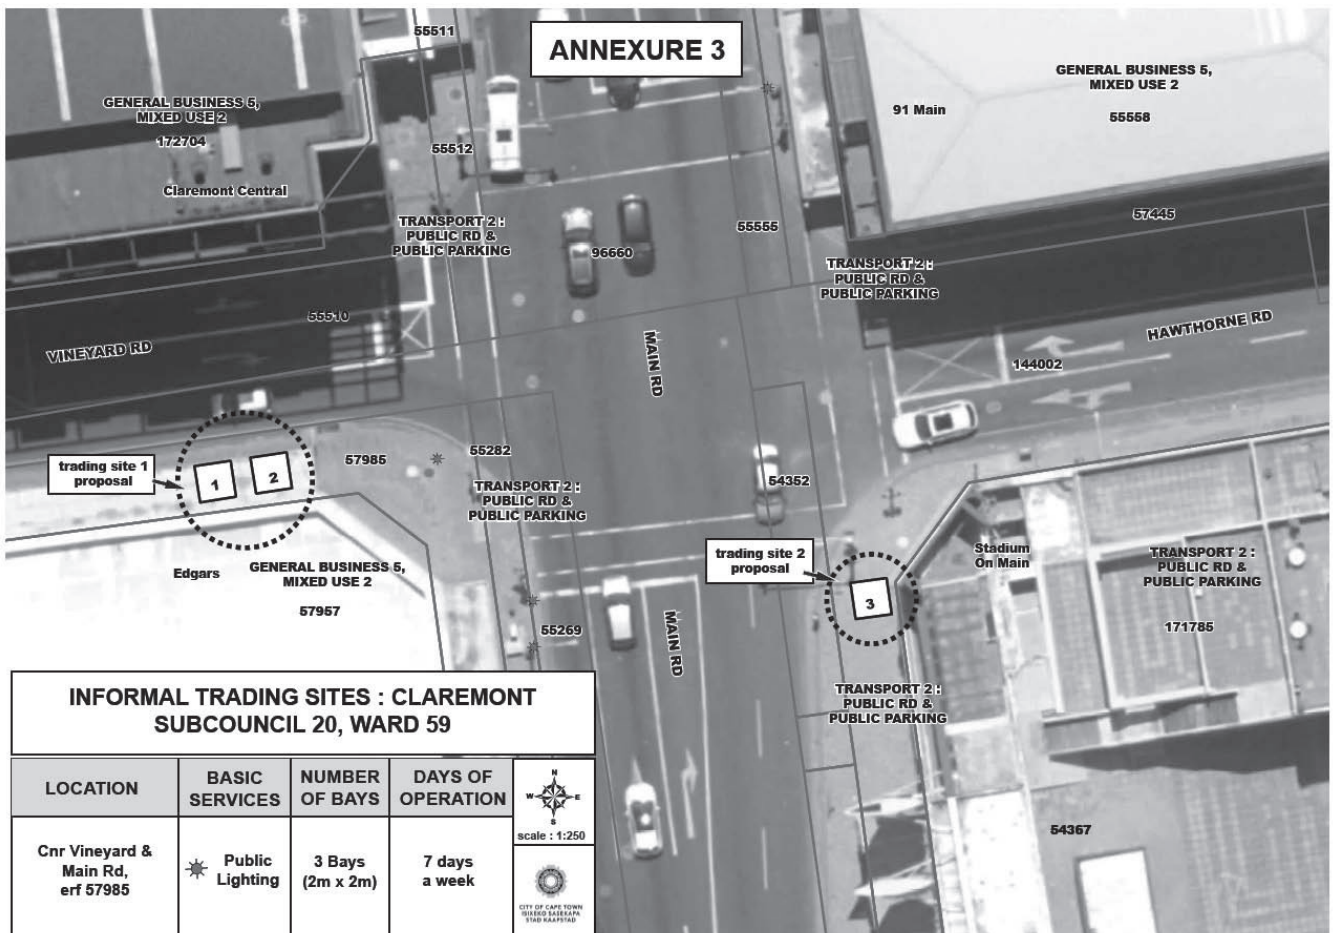 ANNEXURE 3
55511
GENERAL BUSINESS 5,
MIXED USE 2
172704
Claremont Central
55512
TRANSPORT 2 :
PUBLIC RD &
PUBLIC PARKING
96660
55555
91 Main
GENERAL BUSINESS 5,
MIXED USE 2
55558
57445
TRANSPORT 2 :
PUBLIC RD &
PUBLIC PARKING
55510
VINEYARD RD
MAIN RD
HAWTHORNE RD
144002
trading site 1
proposal
1
2
57985
55282
TRANSPORT 2 :
PUBLIC RD &
PUBLIC PARKING
54352
Edgars
GENERAL BUSINESS 5,
MIXED USE 2
57957
trading site 2
proposal
3
Stadium
On Main
TRANSPORT 2 :
PUBLIC RD &
PUBLIC PARKING
171785
55269
MAIN RD
TRANSPORT 2 :
PUBLIC RD &
PUBLIC PARKING
54367
INFORMAL TRADING SITES : CLAREMONT
SUBCOUNCIL 20, WARD 59
LOCATION
BASIC
SERVICES
NUMBER
OF BAYS
DAYS OF
OPERATION
N
W E
S
scale : 1:250
Cnr Vineyard &
Main Rd,
erf 57985
Public
Lighting
3 Bays
(2m x 2m)
7 days
a week
CITY OF CAPE TOWN
ISIXEKO SASEKAPA
STAD KAAPSTAD